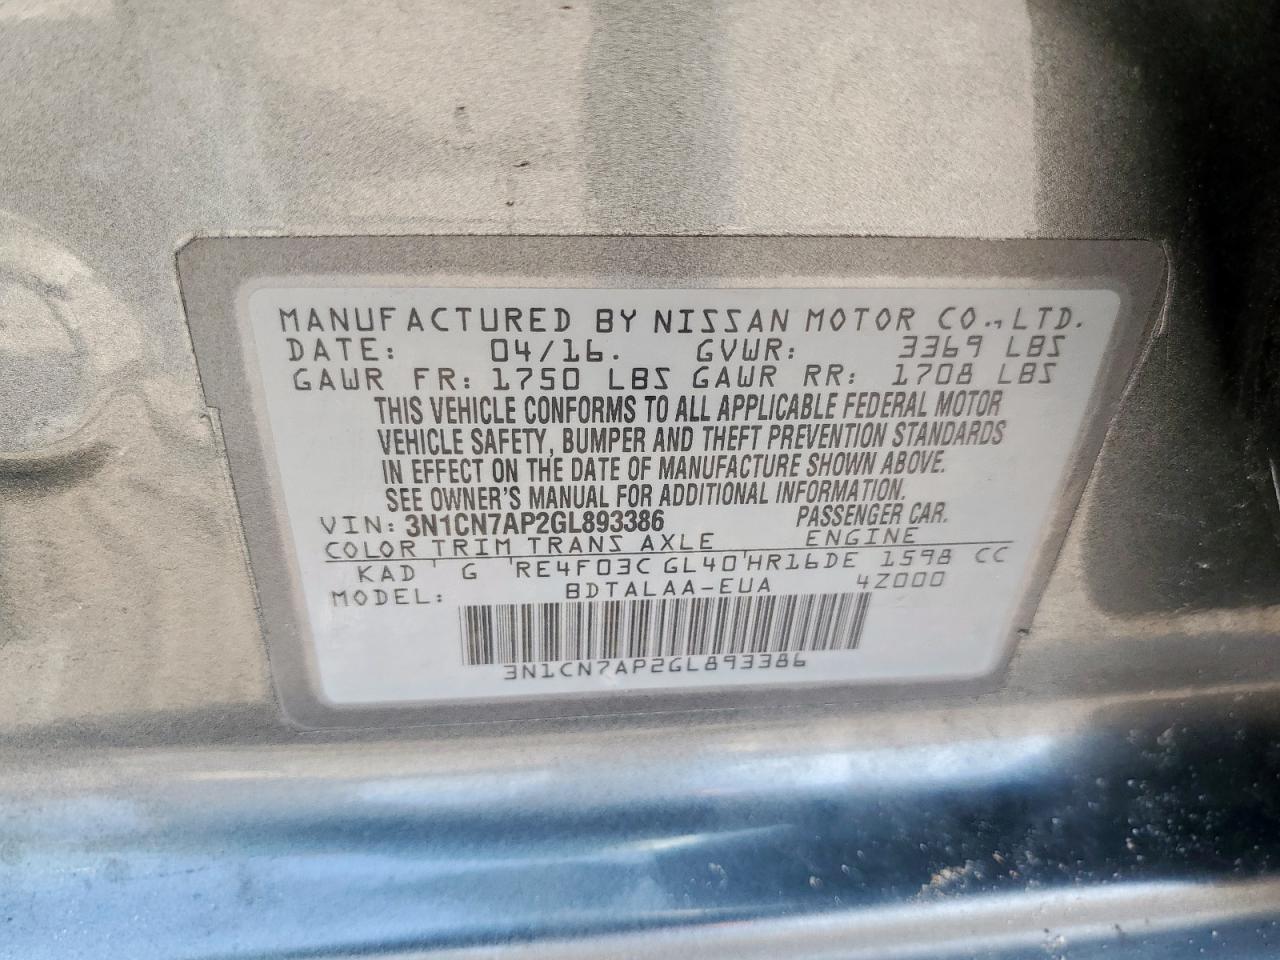 MANUFACTURED BY NISSAN MOTOR CO., LTD.
DATE: 04/16. GVWR: 3369 LBS
GAWR FR: 1750 LBS GAWR RR: 1708 LBS
THIS VEHICLE CONFORMS TO ALL APPLICABLE FEDERAL MOTOR
VEHICLE SAFETY, BUMPER AND THEFT PREVENTION STANDARDS
IN EFFECT ON THE DATE OF MANUFACTURE SHOWN ABOVE.
SEE OWNER'S MANUAL FOR ADDITIONAL INFORMATION.
VIN: 3N1CN7AP2GL893386 PASSENGER CAR.
COLOR TRIM TRANS AXLE ENGINE
KAD ' G 'RE4F03C GL40'HR16DE 1598 CC
MODEL: BDTALAA-EUA 4Z000
3N1CN7AP2GL893386